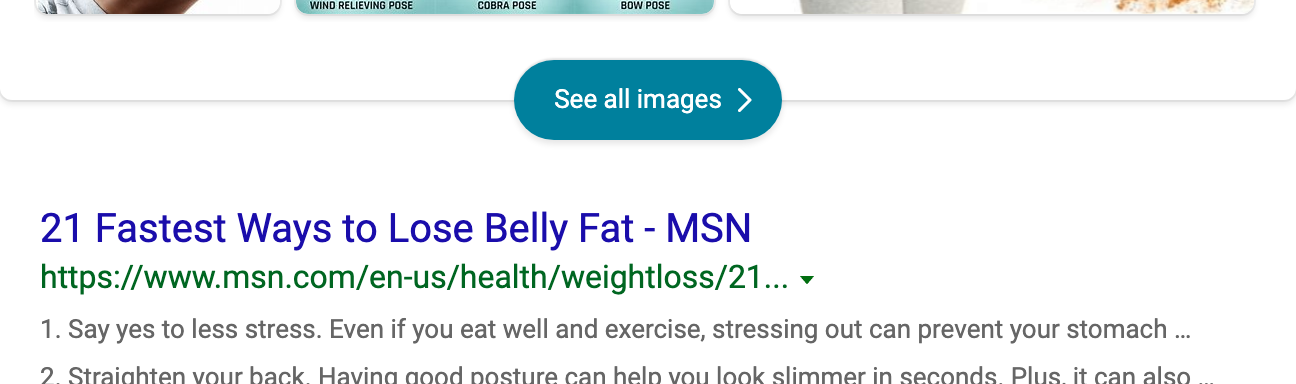 WIND RELIEVING POSE COBRA POSE BOW POSE
See all images
21 Fastest Ways to Lose Belly Fat - MSN
https://www.msn.com/en-us/health/weightloss/21...
1. Say yes to less stress. Even if you eat well and exercise, stressing out can prevent your stomach ...
2. Straighten your back. Having good posture can help you look slimmer in seconds. Plus, it can also ...